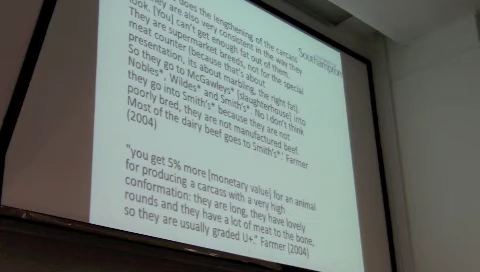 does the lengthening of the carcass
they are also very consistent in the way they
look. [You] can't get enough fat out of them.
They are supermarket breeds, not for the special
meat counter (because that's about
presentation, its about marbling, the right fat).
So they go to McGawleys* [slaughterhouse] into
Nobles*, Wildes* and Smith's*. No I don't think
they go into Smith's* because they are not
poorly bred, they are not manufactured beef.
Most of the dairy beef goes to Smith's*". Farmer
(2004)
"you get 5% more [monetary value] for an animal
for producing a carcass with a very high
conformation: they are long, they have lovely
rounds and they have a lot of meat to the bone,
so they are usually graded U+." Farmer (2004)
Southampton